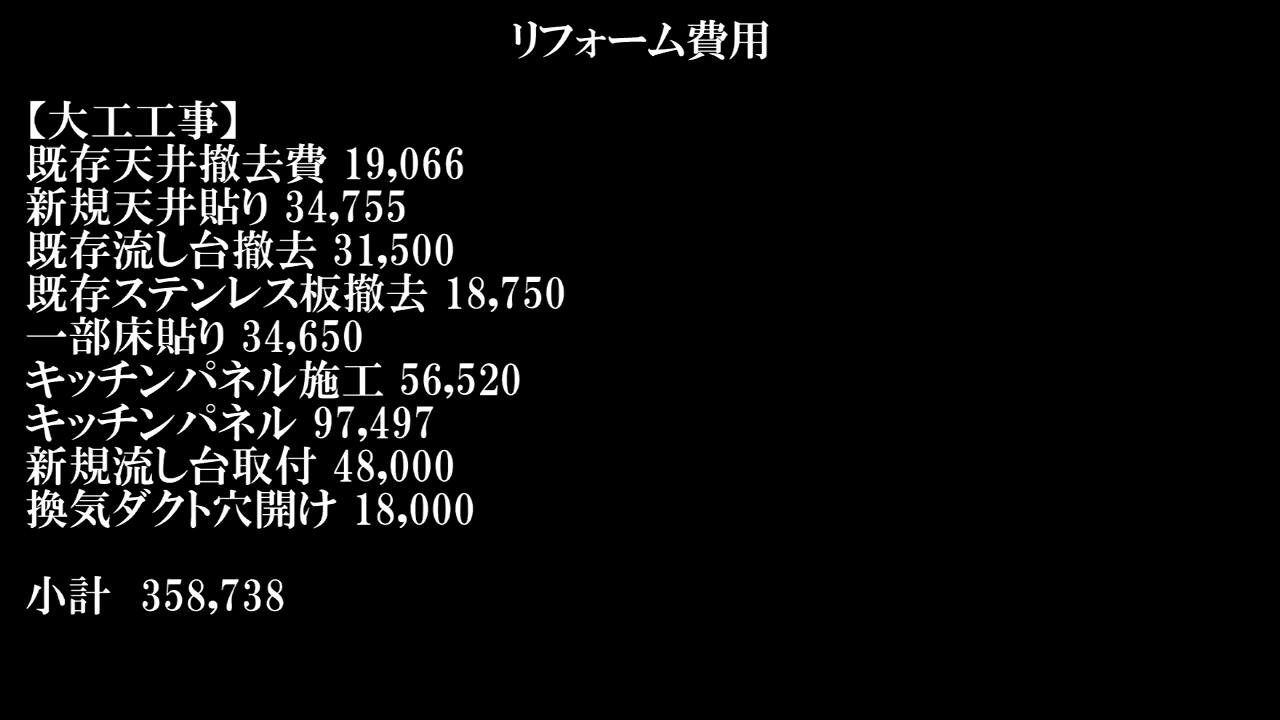 リフォーム費用
【大工工事】
既存天井撤去費 19,066
新規天井貼り 34,755
既存流し台撤去 31,500
既存ステンレス板撤去 18,750
一部床貼り 34,650
キッチンパネル施工 56,520
キッチンパネル 97,497
新規流し台取付 48,000
換気ダクト穴開け 18,000
小計　358,738